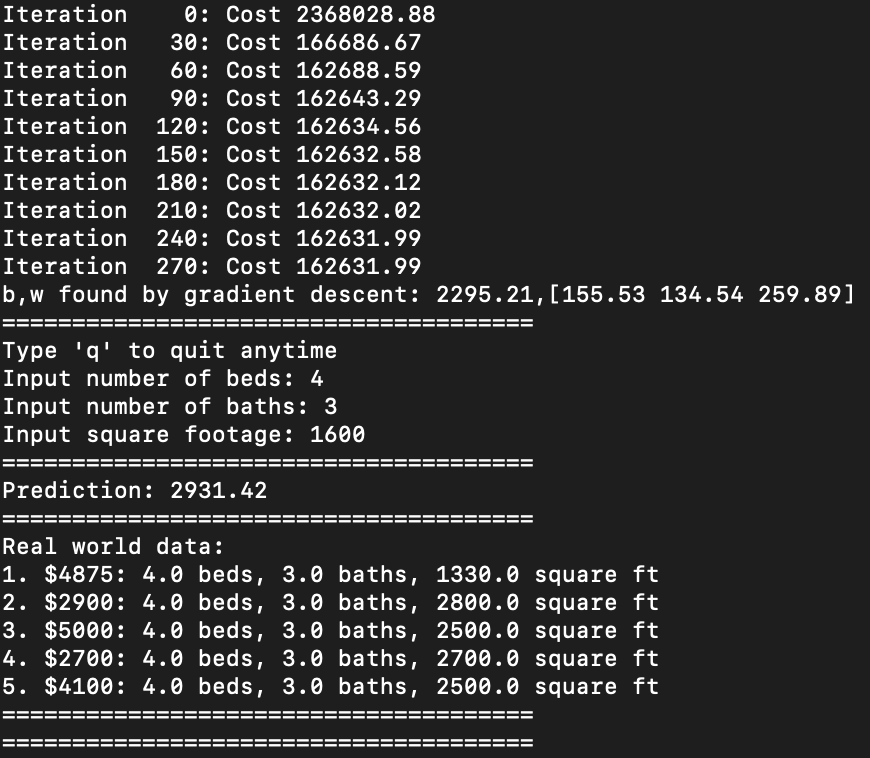 Iteration    0: Cost 2368028.88
Iteration   30: Cost 166686.67
Iteration   60: Cost 162688.59
Iteration   90: Cost 162643.29
Iteration  120: Cost 162634.56
Iteration  150: Cost 162632.58
Iteration  180: Cost 162632.12
Iteration  210: Cost 162632.02
Iteration  240: Cost 162631.99
Iteration  270: Cost 162631.99
b,w found by gradient descent: 2295.21,[155.53 134.54 259.89]
======================================
Type 'q' to quit anytime
Input number of beds: 4
Input number of baths: 3
Input square footage: 1600
======================================
Prediction: 2931.42
======================================
Real world data:
1. $4875: 4.0 beds, 3.0 baths, 1330.0 square ft
2. $2900: 4.0 beds, 3.0 baths, 2800.0 square ft
3. $5000: 4.0 beds, 3.0 baths, 2500.0 square ft
4. $2700: 4.0 beds, 3.0 baths, 2700.0 square ft
5. $4100: 4.0 beds, 3.0 baths, 2500.0 square ft
======================================
======================================